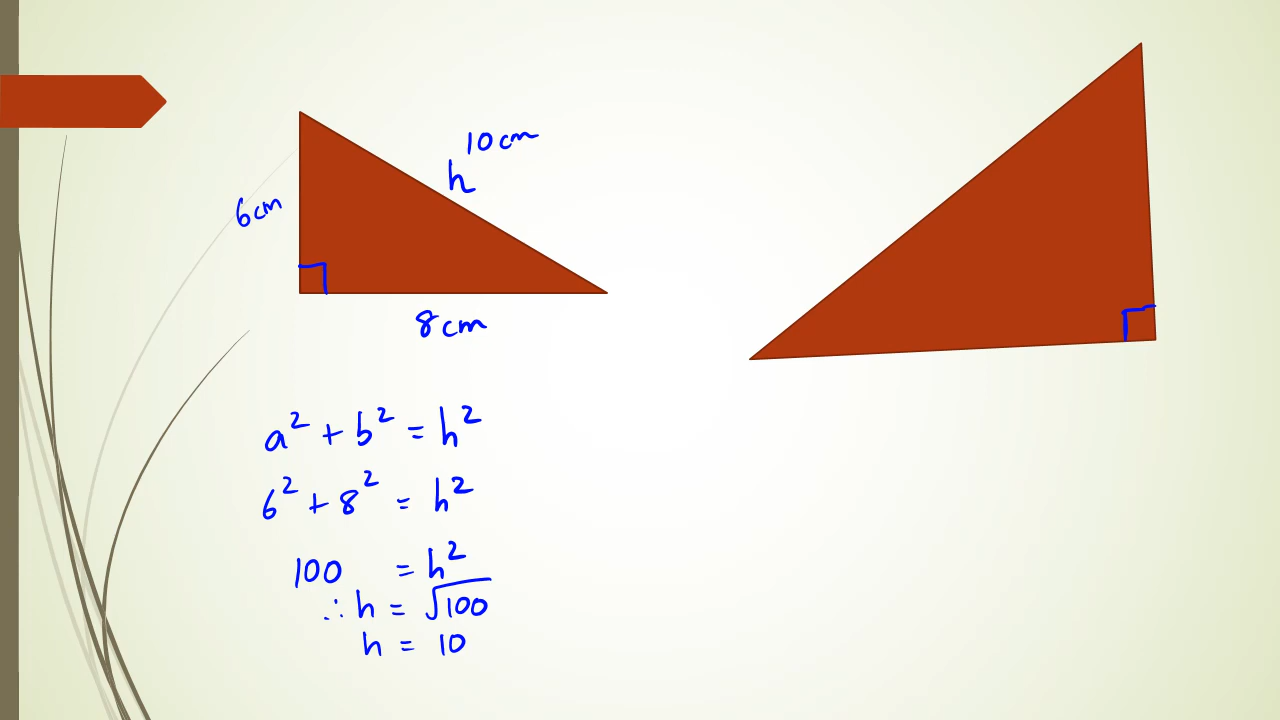 10cm
h
6cm
8cm
a² + b² = h²
6² + 8² = h²
100 = h²
∴ h = √100
h = 10